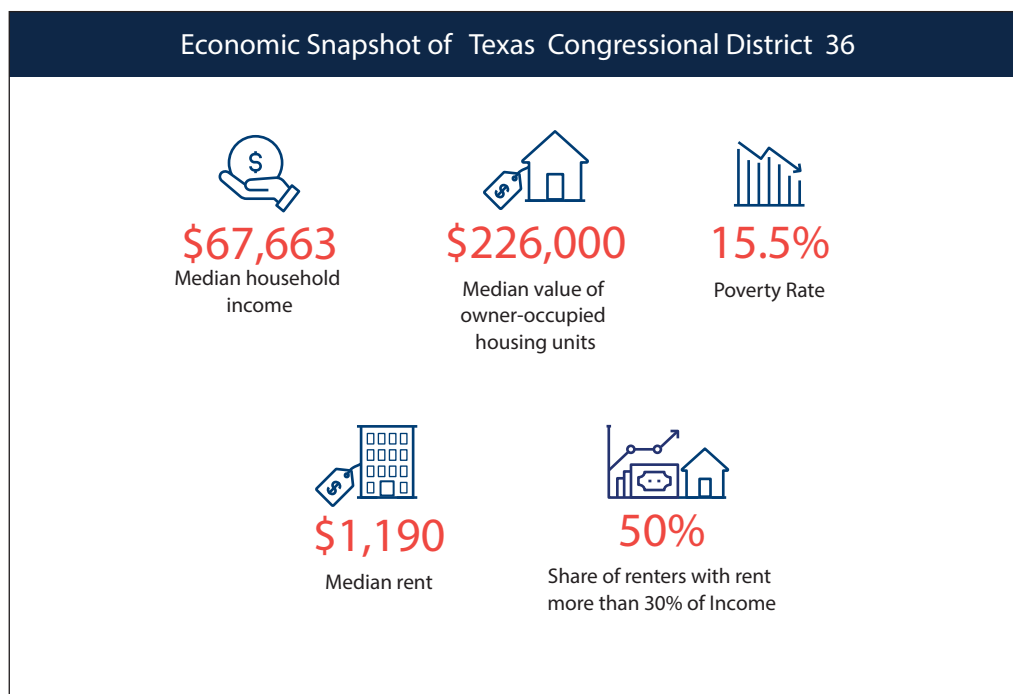 Economic Snapshot of Texas Congressional District 36
$
$
$67,663
Median household
income
$226,000
Median value of
owner-occupied
housing units
15.5%
Poverty Rate
$
$1,190
Median rent
50%
Share of renters with rent
more than 30% of Income